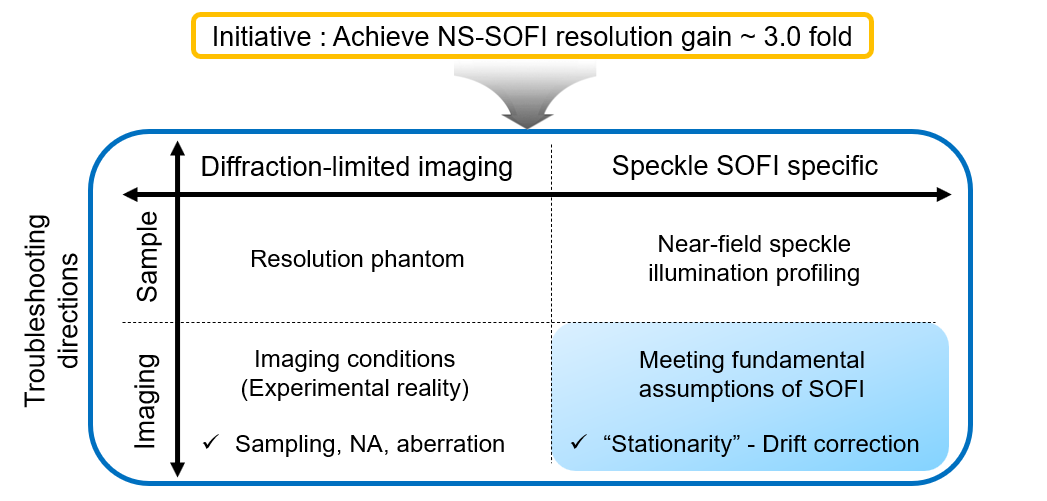 Initiative : Achieve NS-SOFI resolution gain ~ 3.0 fold
Troubleshooting
directions
Diffraction-limited imaging
Speckle SOFI specific
Sample
Resolution phantom
Near-field speckle
illumination profiling
Imaging
Imaging conditions
(Experimental reality)
✓ Sampling, NA, aberration
Meeting fundamental
assumptions of SOFI
✓ “Stationarity” - Drift correction